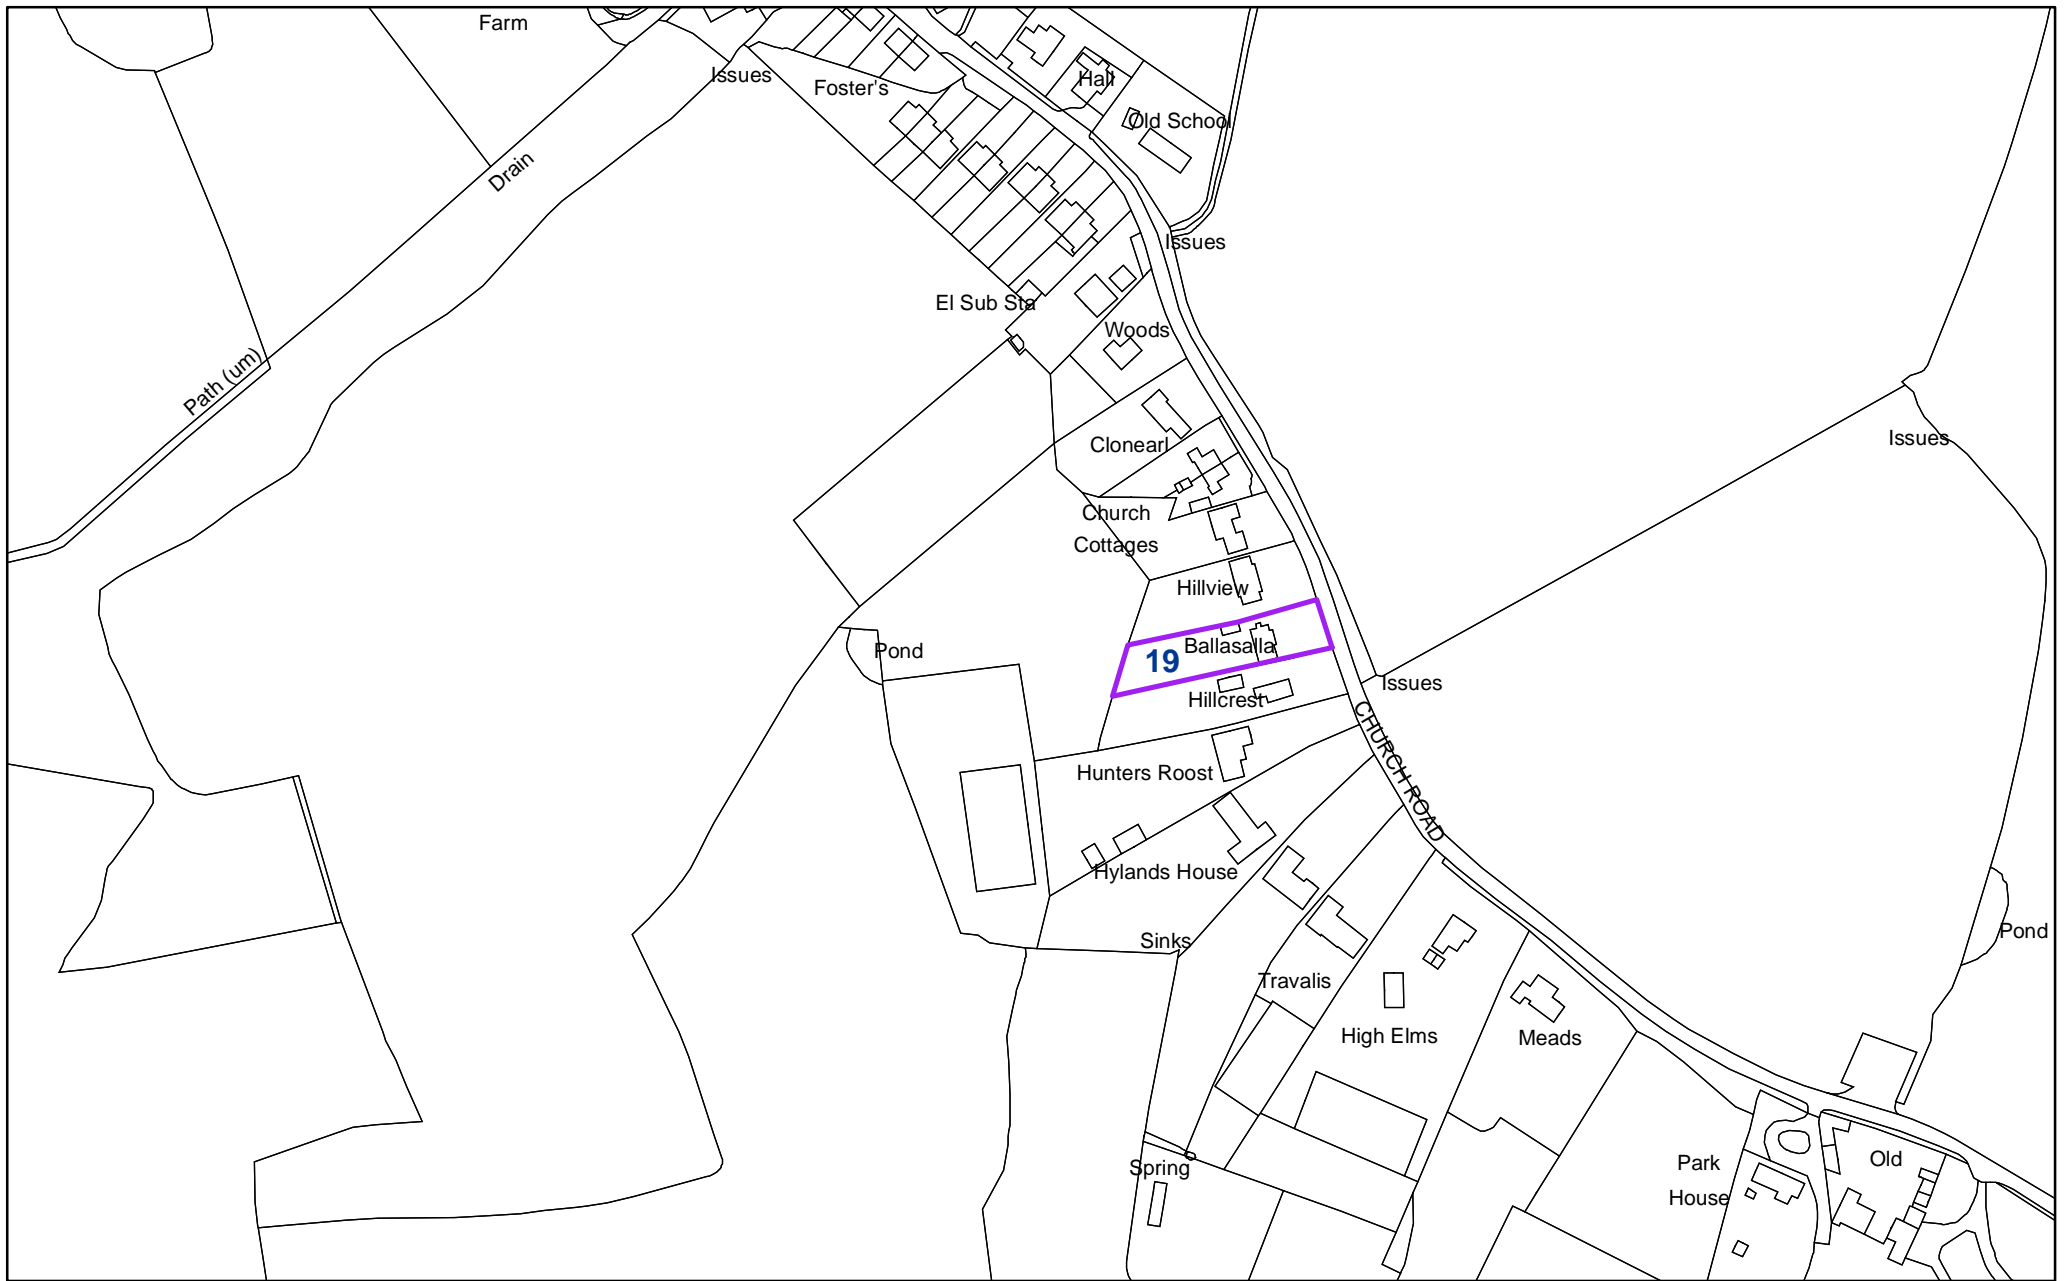 Farm
Issues
Foster's
Hall
Old School
Drain
Issues
El Sub Sta
Woods
Path (um)
Clonearl
Issues
Church
Cottages
Hillview
Ballasalla
19
Pond
Issues
Hillcrest
CHURCH ROAD
Hunters Roost
Hylands House
Sinks
Pond
Travalis
High Elms
Meads
Spring
Park
House
Old